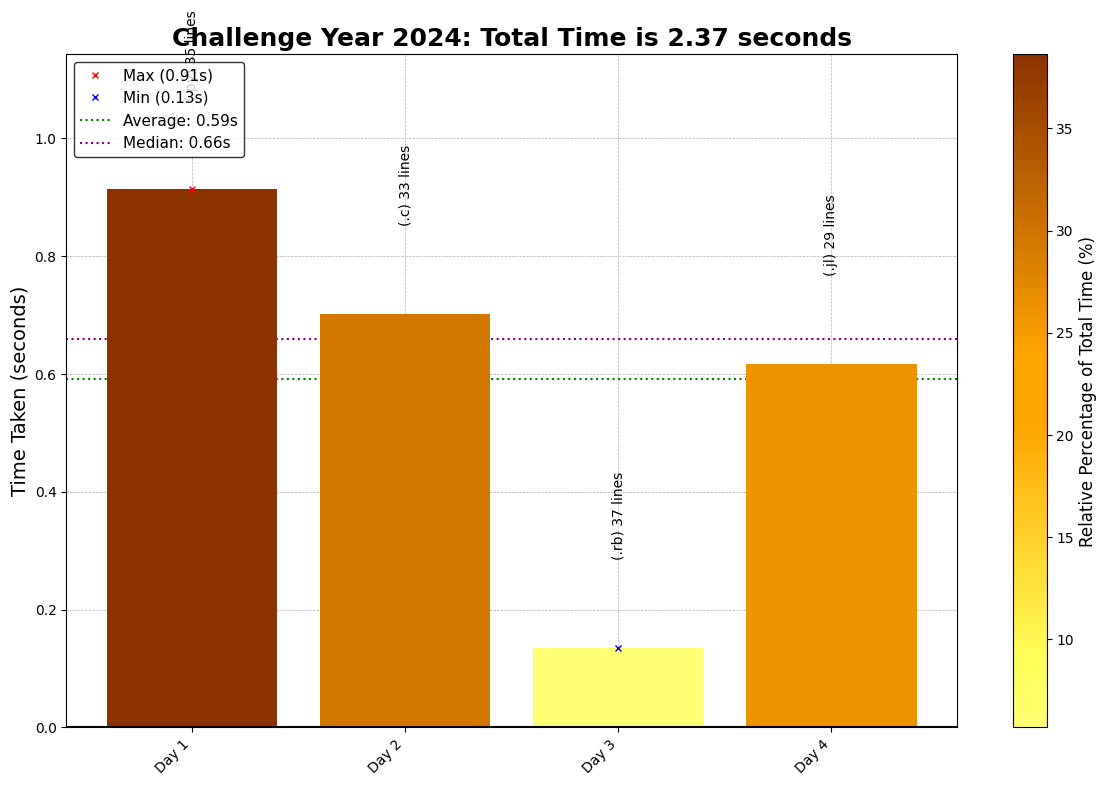 Challenge Year 2024: Total Time is 2.37 seconds
Max (0.91s)
Min (0.13s)
Average: 0.59s
Median: 0.66s
35 lines
(.c) 33 lines
(.rb) 37 lines
(.jl) 29 lines
Time Taken (seconds)
1.0
0.8
0.6
0.4
0.2
0.0
Day 1
Day 2
Day 3
Day 4
35
30
25
20
15
10
Relative Percentage of Total Time (%)